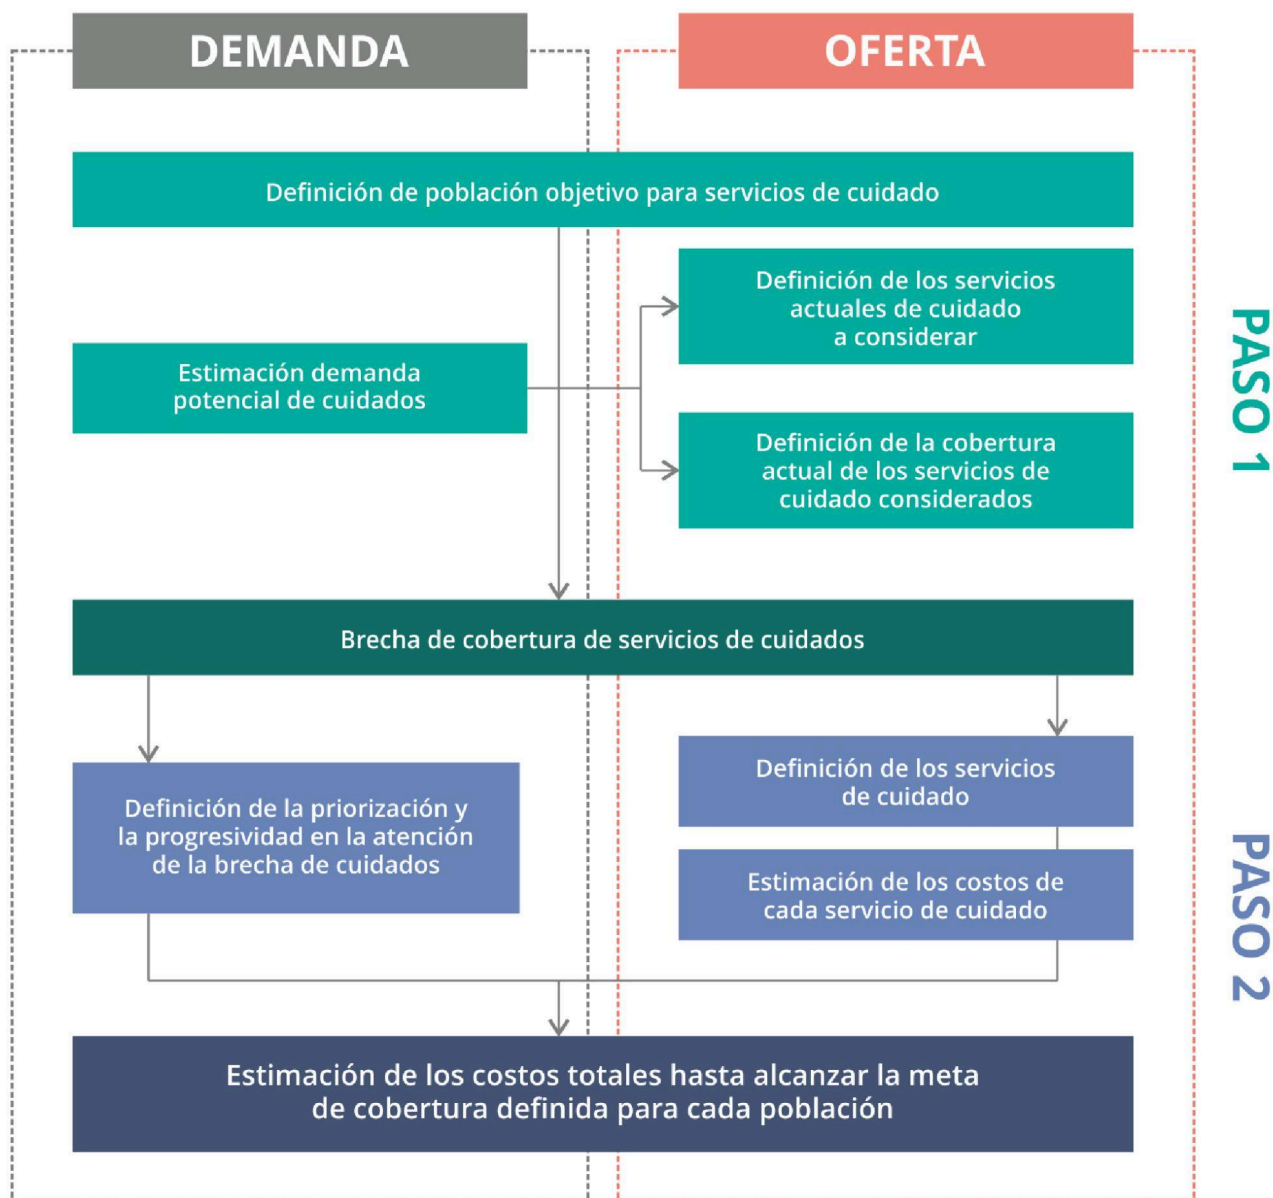 DEMANDA
OFERTA
Definición de población objetivo para servicios de cuidado
Definición de los servicios
actuales de cuidado
a considerar
Estimación demanda
potencial de cuidados
Definición de la cobertura
actual de los servicios de
cuidado considerados
PASO 1
Brecha de cobertura de servicios de cuidados
Definición de la priorización y
la progresividad en la atención
de la brecha de cuidados
Definición de los servicios
de cuidado
Estimación de los costos de
cada servicio de cuidado
PASO 2
Estimación de los costos totales hasta alcanzar la meta
de cobertura definida para cada población